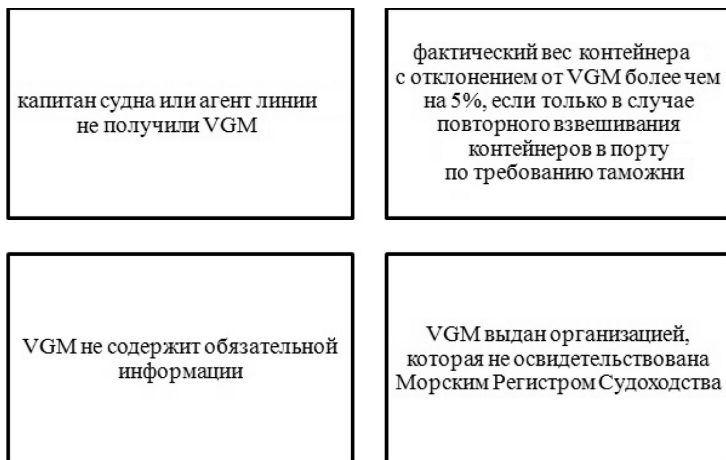 капитан судна или агент линии
не получили VGM
фактический вес контейнера
с отклонением от VGM более чем
на 5%, если только в случае
повторного взвешивания
контейнеров в порту
по требованию таможни
VGM не содержит обязательной
информации
VGM выдан организацией,
которая не освидетельствована
Морским Регистром Судоходства